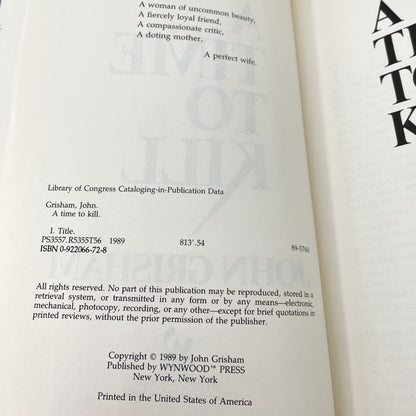 A woman of uncommon beauty,
A fiercely loyal friend,
A compassionate critic,
A doting mother,
A perfect wife.
Library of Congress Cataloging-in-Publication Data
Grisham, John.
A time to kill.
I. Title.
PS3557.R5355T56 1989 813'.54 89-5760
ISBN 0-922066-72-8
All rights reserved. No part of this publication may be reproduced, stored in a
retrieval system, or transmitted in any form or by any means—electronic,
mechanical, photocopy, recording, or any other—except for brief quotations in
printed reviews, without the prior permission of the publisher.
Copyright © 1989 by John Grisham
Published by WYNWOOD™ PRESS
New York, New York
Printed in the United States of America
A
TI
TO
K